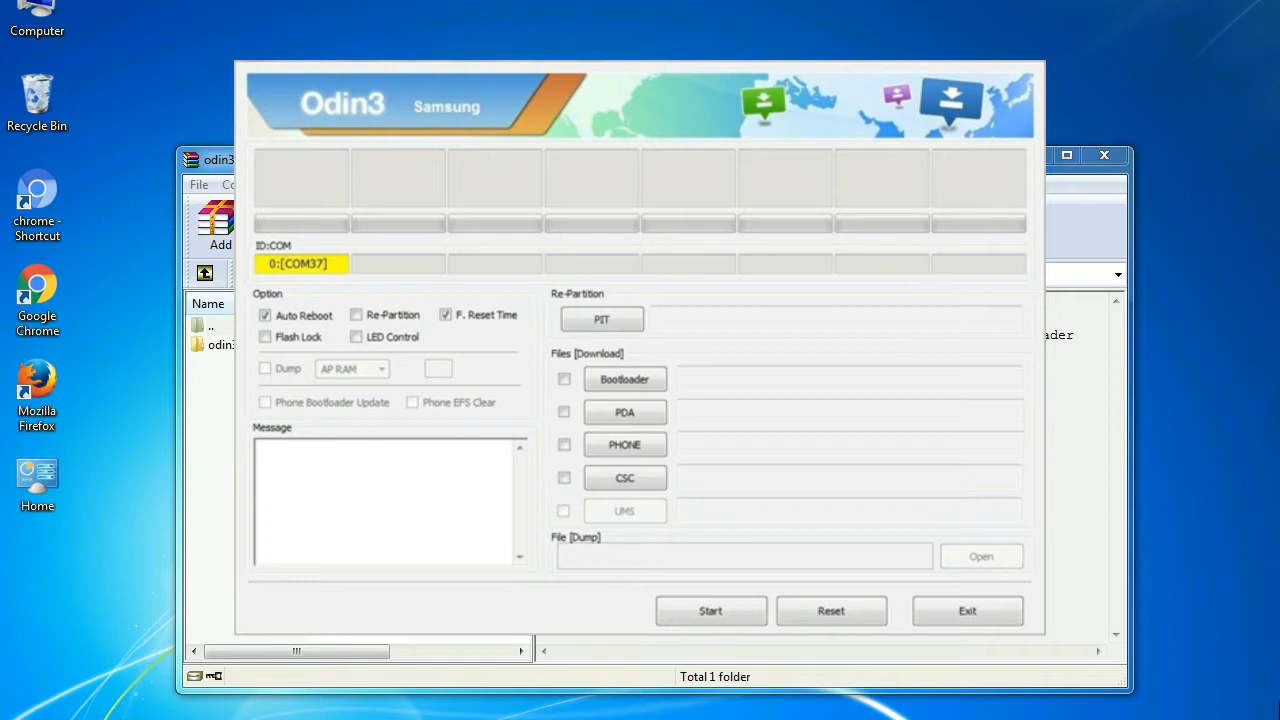 Computer
Recycle Bin
chrome -
Shortcut
Google
Chrome
Mozilla
Firefox
Home
odin3
File Co
Add
Name
..
odin3
ader
Total 1 folder
Odin3 Samsung
ID:COM
0:[COM37]
Option
Auto Reboot Re-Partition F. Reset Time
Flash Lock LED Control
Dump AP RAM
Phone Bootloader Update Phone EFS Clear
Message
Re-Partition
PIT
Files [Download]
Bootloader
PDA
PHONE
CSC
UMS
File [Dump]
Open
Start Reset Exit